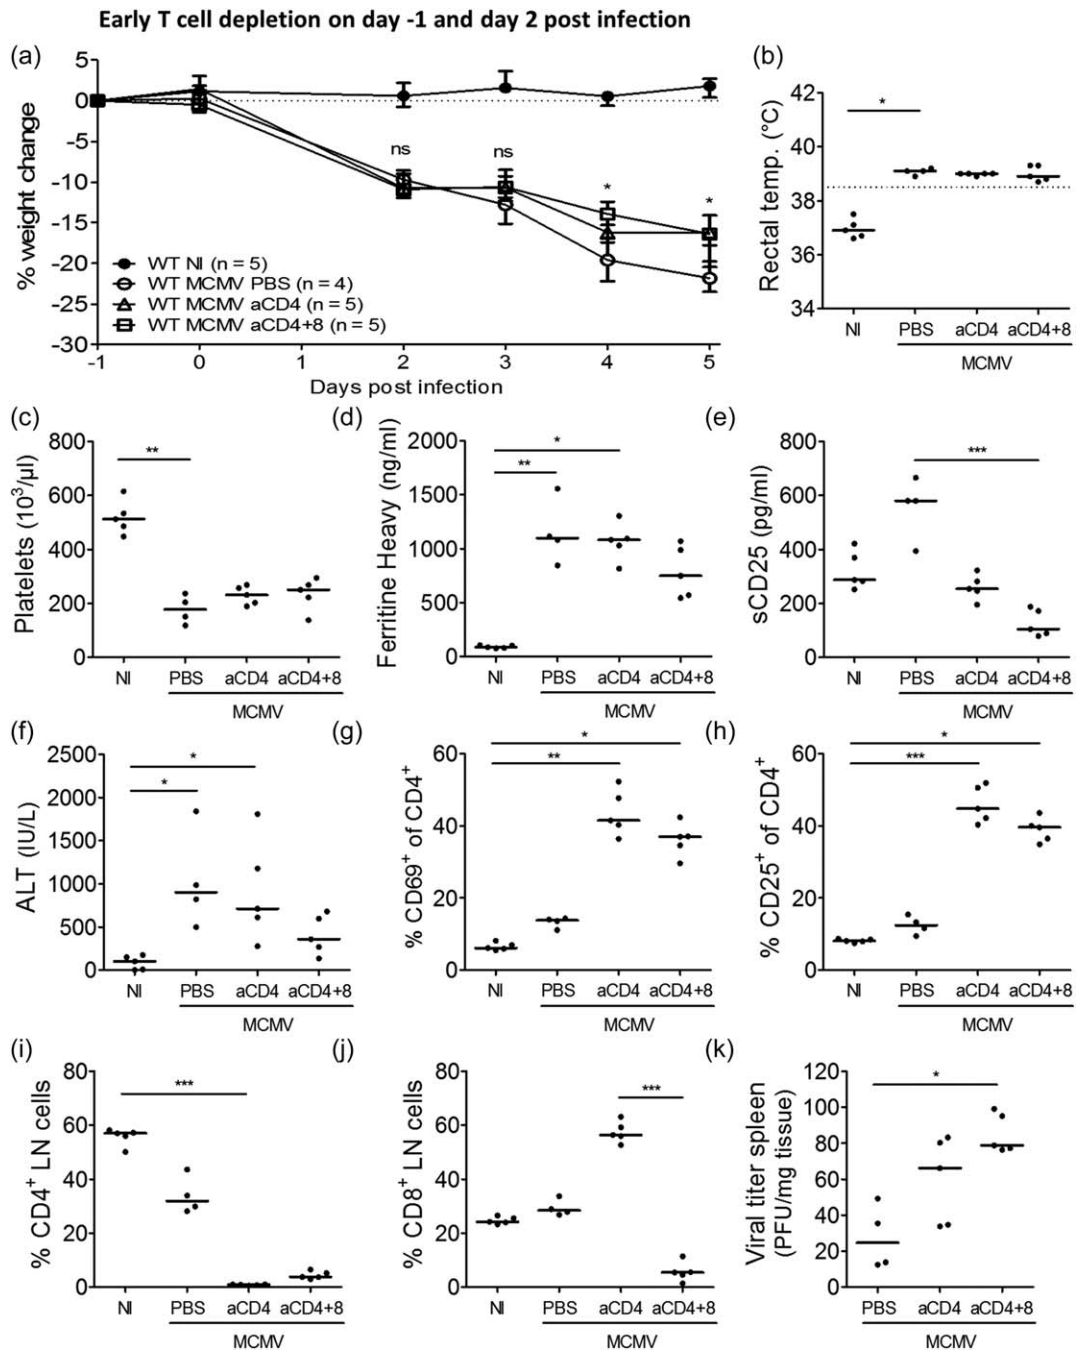 Early T cell depletion on day -1 and day 2 post infection
(a)
5
0
-5
-10
-15
-20
-25
-30
% weight change
ns
ns
*
*
WT NI (n = 5)
WT MCMV PBS (n = 4)
WT MCMV aCD4 (n = 5)
WT MCMV aCD4+8 (n = 5)
-1 0 1 2 3 4 5
Days post infection
(b)
Rectal temp. (°C)
42
40
38
36
34
*
NI PBS aCD4 aCD4+8
MCMV
(c)
Platelets (10³/µl)
800
600
400
200
0
**
NI PBS aCD4 aCD4+8
MCMV
(d)
Ferritine Heavy (ng/ml)
2000
1500
1000
500
0
*
**
NI PBS aCD4 aCD4+8
MCMV
(e)
sCD25 (pg/ml)
800
600
400
200
0
***
NI PBS aCD4 aCD4+8
MCMV
(f)
ALT (IU/L)
2500
2000
1500
1000
500
0
*
*
NI PBS aCD4 aCD4+8
MCMV
(g)
% CD69⁺ of CD4⁺
60
40
20
0
*
**
NI PBS aCD4 aCD4+8
MCMV
(h)
% CD25⁺ of CD4⁺
60
40
20
0
*
***
NI PBS aCD4 aCD4+8
MCMV
(i)
% CD4⁺ LN cells
80
60
40
20
0
***
NI PBS aCD4 aCD4+8
MCMV
(j)
% CD8⁺ LN cells
80
60
40
20
0
***
NI PBS aCD4 aCD4+8
MCMV
(k)
Viral titer spleen
(PFU/mg tissue)
120
100
80
60
40
20
0
*
PBS aCD4 aCD4+8
MCMV